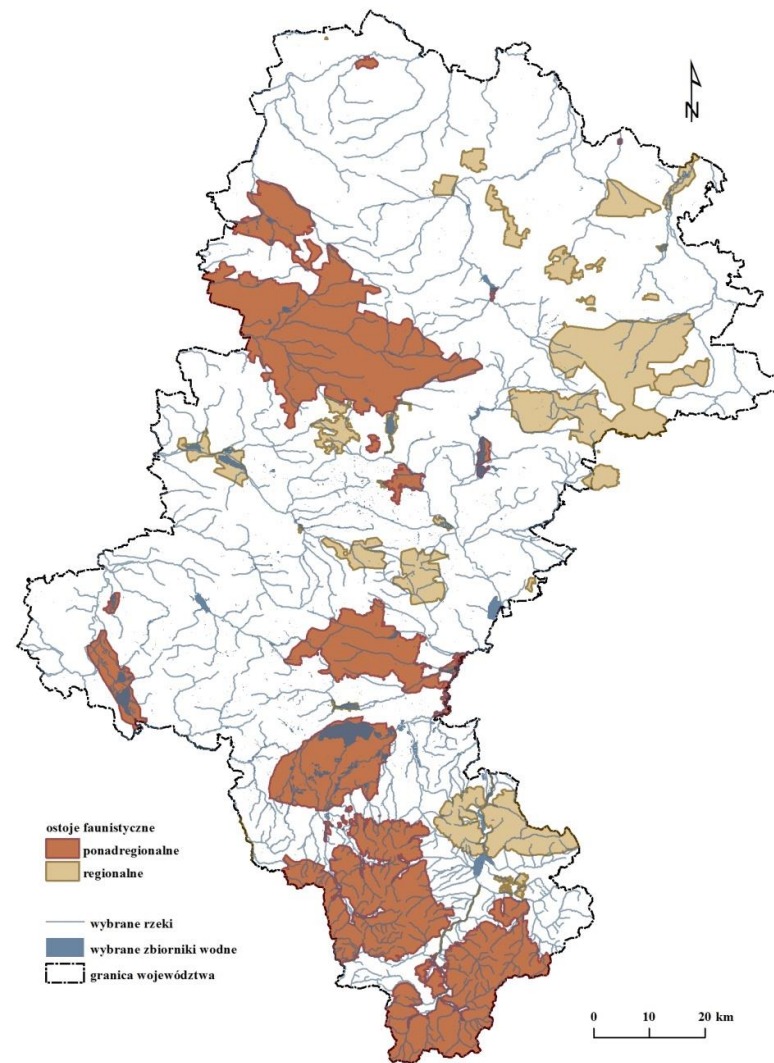 N
ostoje faunistyczne
ponadregionalne
regionalne
wybrane rzeki
wybrane zbiorniki wodne
granica województwa
0 10 20 km